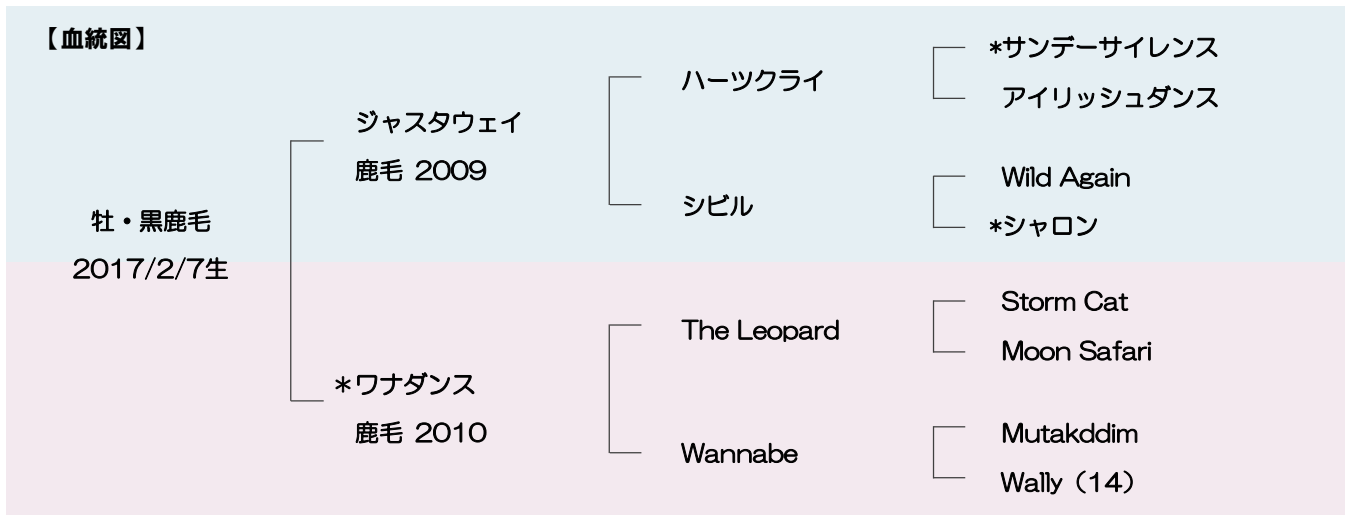 【血統図】
牡・黒鹿毛
2017/2/7生
ジャスタウェイ
鹿毛 2009
*ワナダンス
鹿毛 2010
ハーツクライ
シビル
The Leopard
Wannabe
*サンデーサイレンス
アイリッシュダンス
Wild Again
*シャロン
Storm Cat
Moon Safari
Mutakddim
Wally（14）